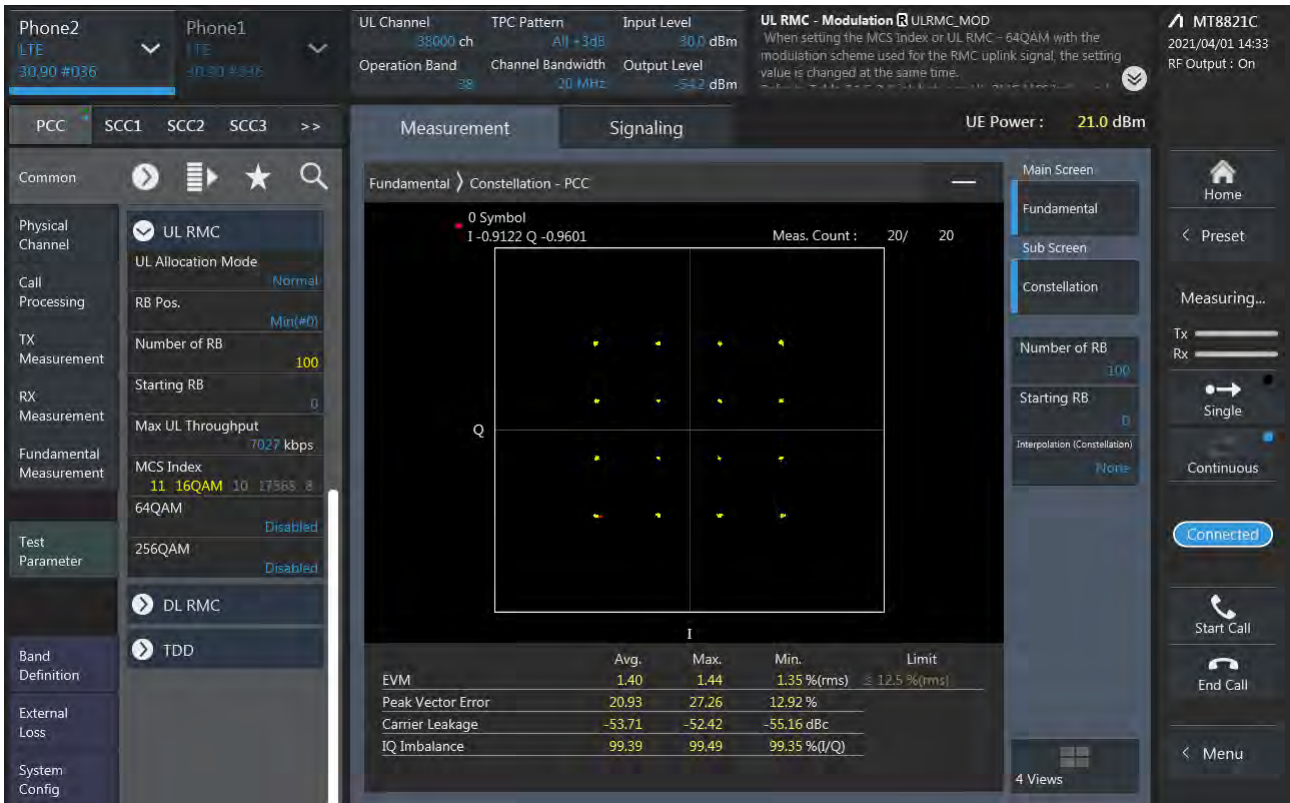 Phone2
LTE
30.90 #036
Phone1
LTE
30.90 #036
UL Channel
38000 ch
TPC Pattern
All +3dB
Input Level
30.0 dBm
Operation Band
38
Channel Bandwidth
20 MHz
Output Level
-54.2 dBm
UL RMC - Modulation R ULRMC_MOD
When setting the MCS Index or UL RMC – 64QAM with the
modulation scheme used for the RMC uplink signal, the setting
value is changed at the same time.
MT8821C
2021/04/01 14:33
RF Output : On
PCC SCC1 SCC2 SCC3 >>
Measurement
Signaling
UE Power : 21.0 dBm
Common
Physical
Channel
Call
Processing
TX
Measurement
RX
Measurement
Fundamental
Measurement
Test
Parameter
Band
Definition
External
Loss
System
Config
UL RMC
UL Allocation Mode
Normal
RB Pos.
Min(#0)
Number of RB
100
Starting RB
0
Max UL Throughput
7027 kbps
MCS Index
11 16QAM 10 17568 8
64QAM
Disabled
256QAM
Disabled
DL RMC
TDD
Fundamental ⟩ Constellation - PCC
0 Symbol
I -0.9122 Q -0.9601
Meas. Count : 20/ 20
Q
I
Avg. Max. Min. Limit
EVM 1.40 1.44 1.35 %(rms) ≤ 12.5 %(rms)
Peak Vector Error 20.93 27.26 12.92 %
Carrier Leakage -53.71 -52.42 -55.16 dBc
IQ Imbalance 99.39 99.49 99.35 %(I/Q)
Main Screen
Fundamental
Sub Screen
Constellation
Number of RB
100
Starting RB
0
Interpolation (Constellation)
None
4 Views
Home
< Preset
Measuring...
Tx
Rx
Single
Continuous
Connected
Start Call
End Call
< Menu